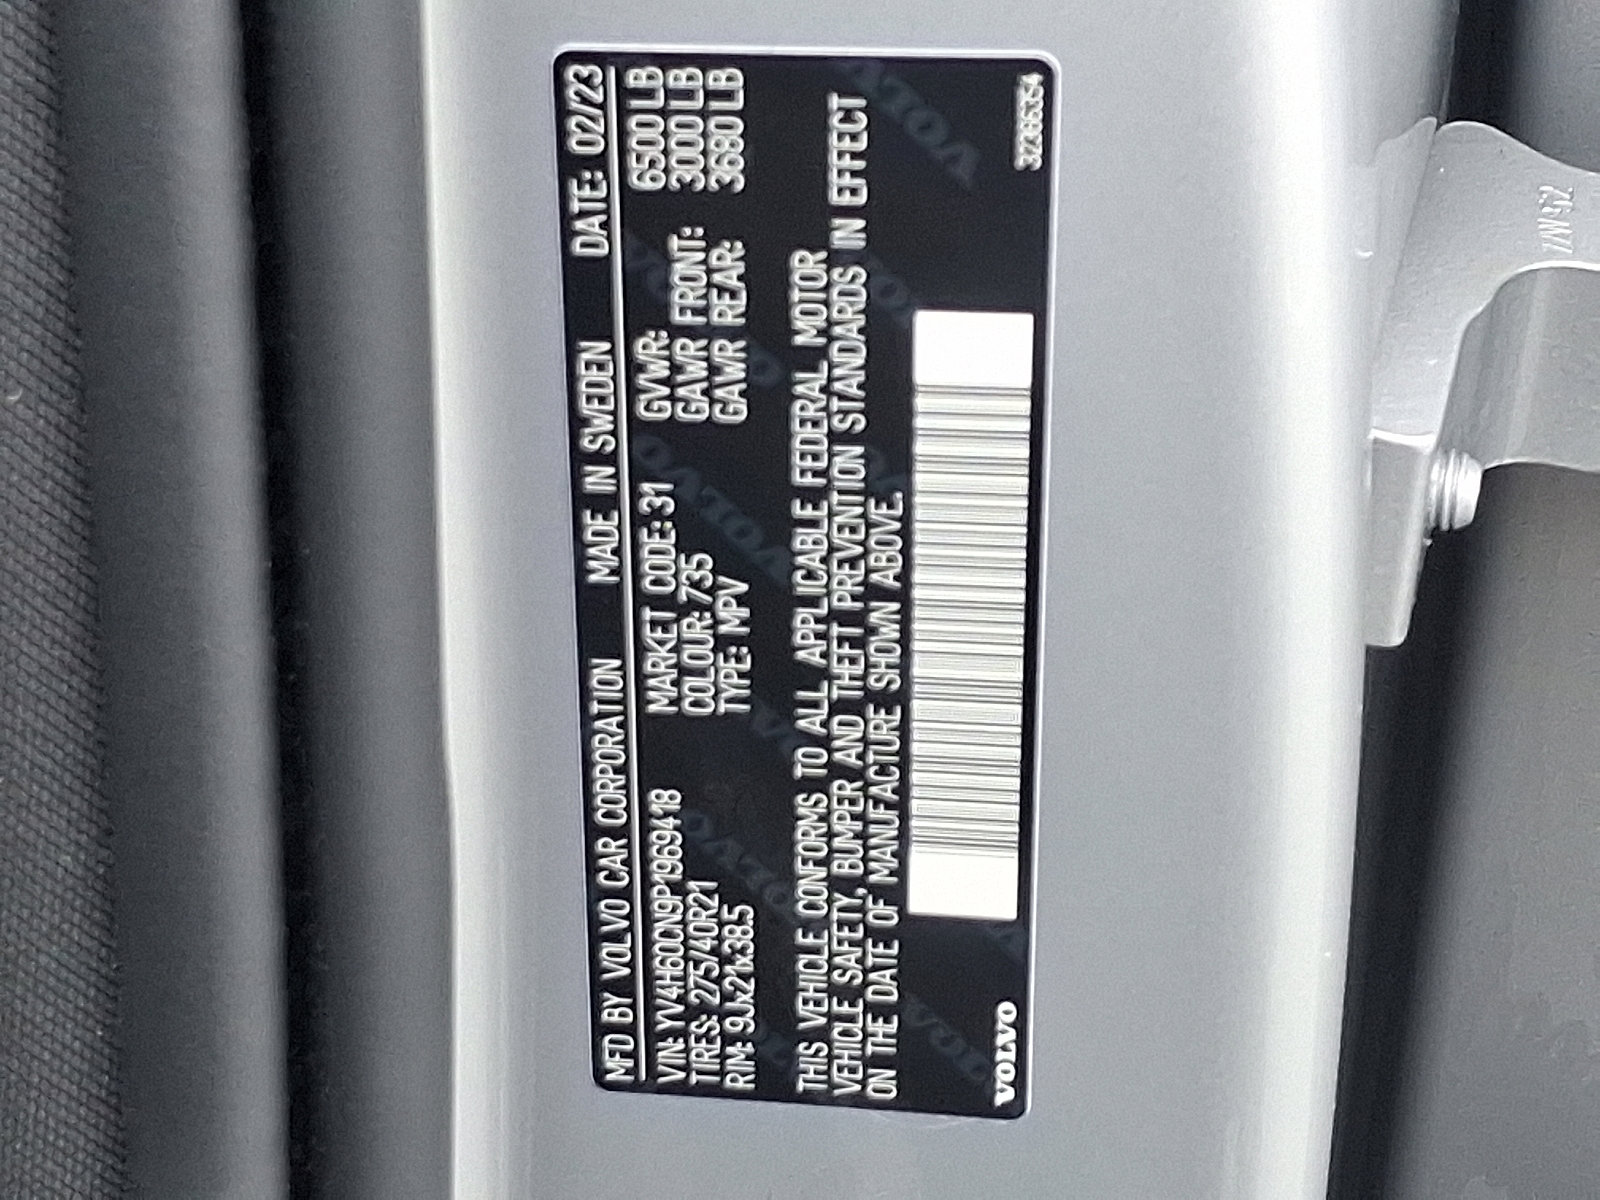 MFD BY VOLVO CAR CORPORATION MADE IN SWEDEN DATE: 02/23
VIN: YV4H60CN9P1969418 MARKET CODE: 31 GVWR: 6500 LB
TIRES: 275/40R21 COLOUR: 735 GAWR FRONT: 3000 LB
RIM: 9Jx21x38.5 TYPE: MPV GAWR REAR: 3680 LB
THIS VEHICLE CONFORMS TO ALL APPLICABLE FEDERAL MOTOR
VEHICLE SAFETY, BUMPER AND THEFT PREVENTION STANDARDS IN EFFECT
ON THE DATE OF MANUFACTURE SHOWN ABOVE.
VOLVO 32386354